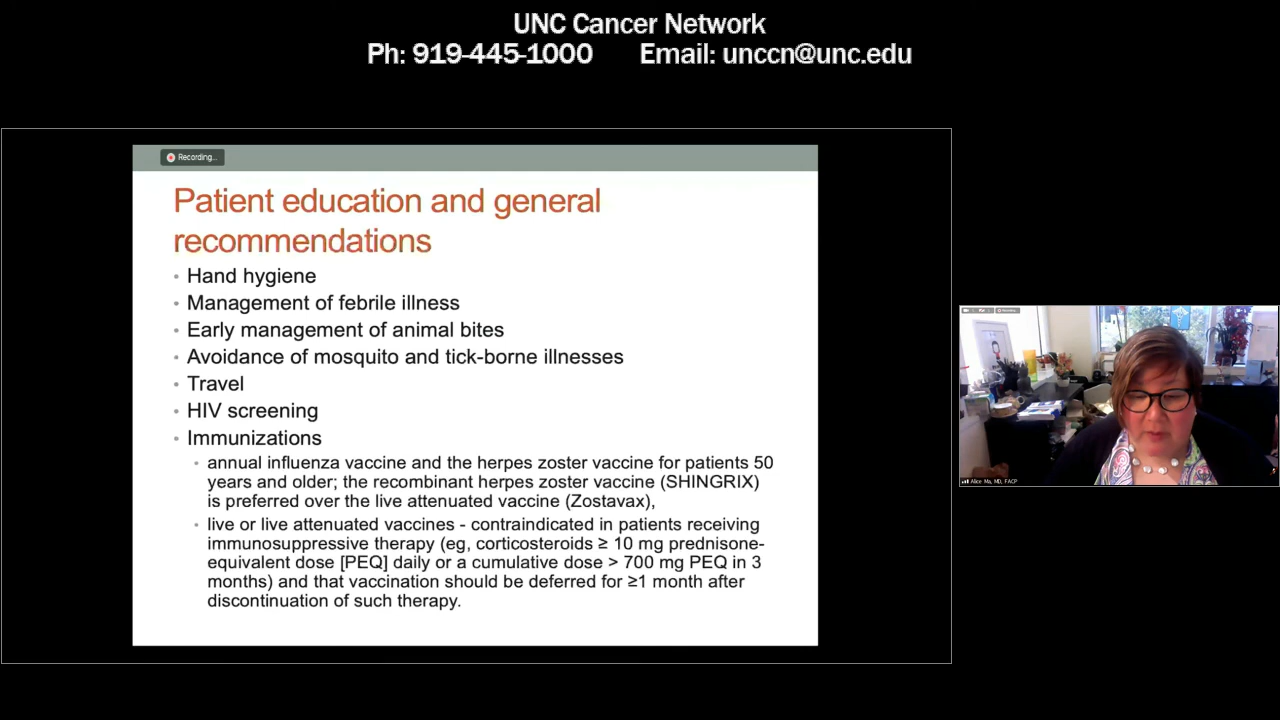 UNC Cancer Network
Ph: 919-445-1000 Email: unccn@unc.edu
Recording...
Patient education and general
recommendations
• Hand hygiene
• Management of febrile illness
• Early management of animal bites
• Avoidance of mosquito and tick-borne illnesses
• Travel
• HIV screening
• Immunizations
• annual influenza vaccine and the herpes zoster vaccine for patients 50
years and older; the recombinant herpes zoster vaccine (SHINGRIX)
is preferred over the live attenuated vaccine (Zostavax),
• live or live attenuated vaccines - contraindicated in patients receiving
immunosuppressive therapy (eg, corticosteroids ≥ 10 mg prednisone-
equivalent dose [PEQ] daily or a cumulative dose > 700 mg PEQ in 3
months) and that vaccination should be deferred for ≥1 month after
discontinuation of such therapy.
Recording...
Alice Ma, MD, FACP